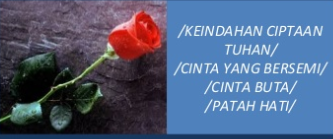 /KEINDAHAN CIPTAAN
TUHAN/
/CINTA YANG BERSEMI/
/CINTA BUTA/
/PATAH HATI/